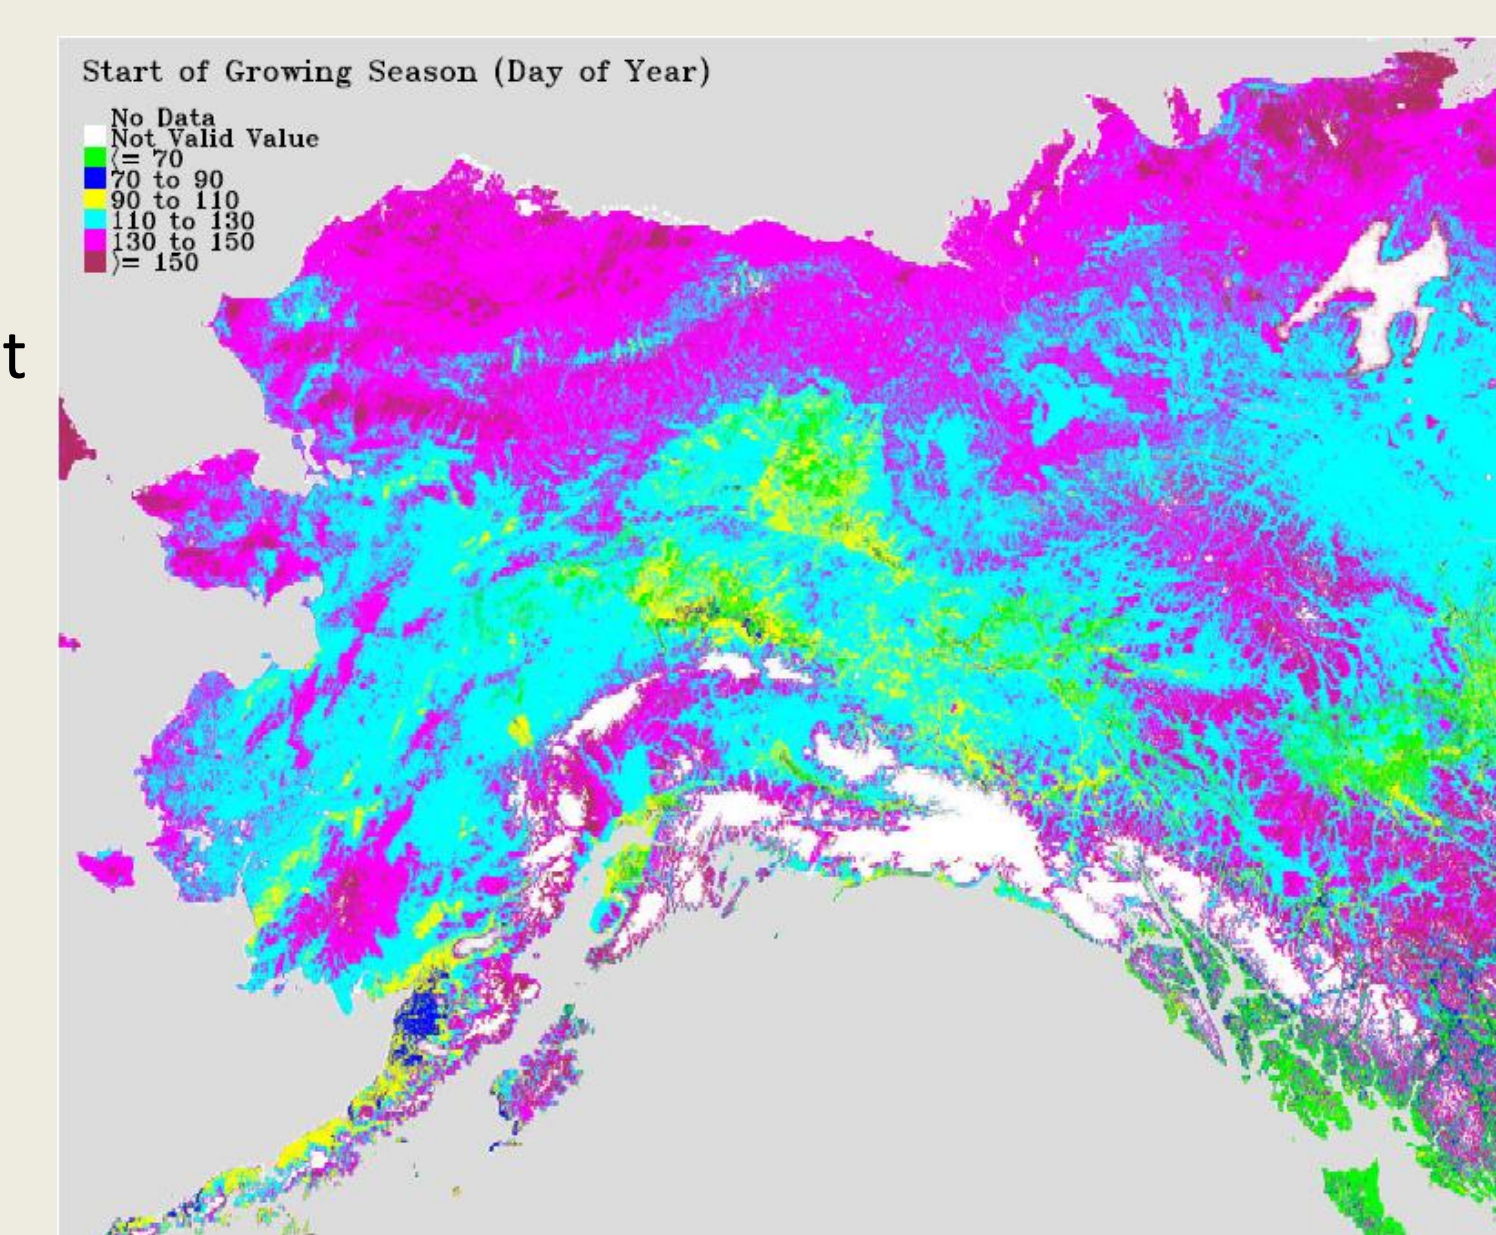 Start of Growing Season (Day of Year)
No Data
Not Valid Value
<= 70
70 to 90
90 to 110
110 to 130
130 to 150
>= 150
t